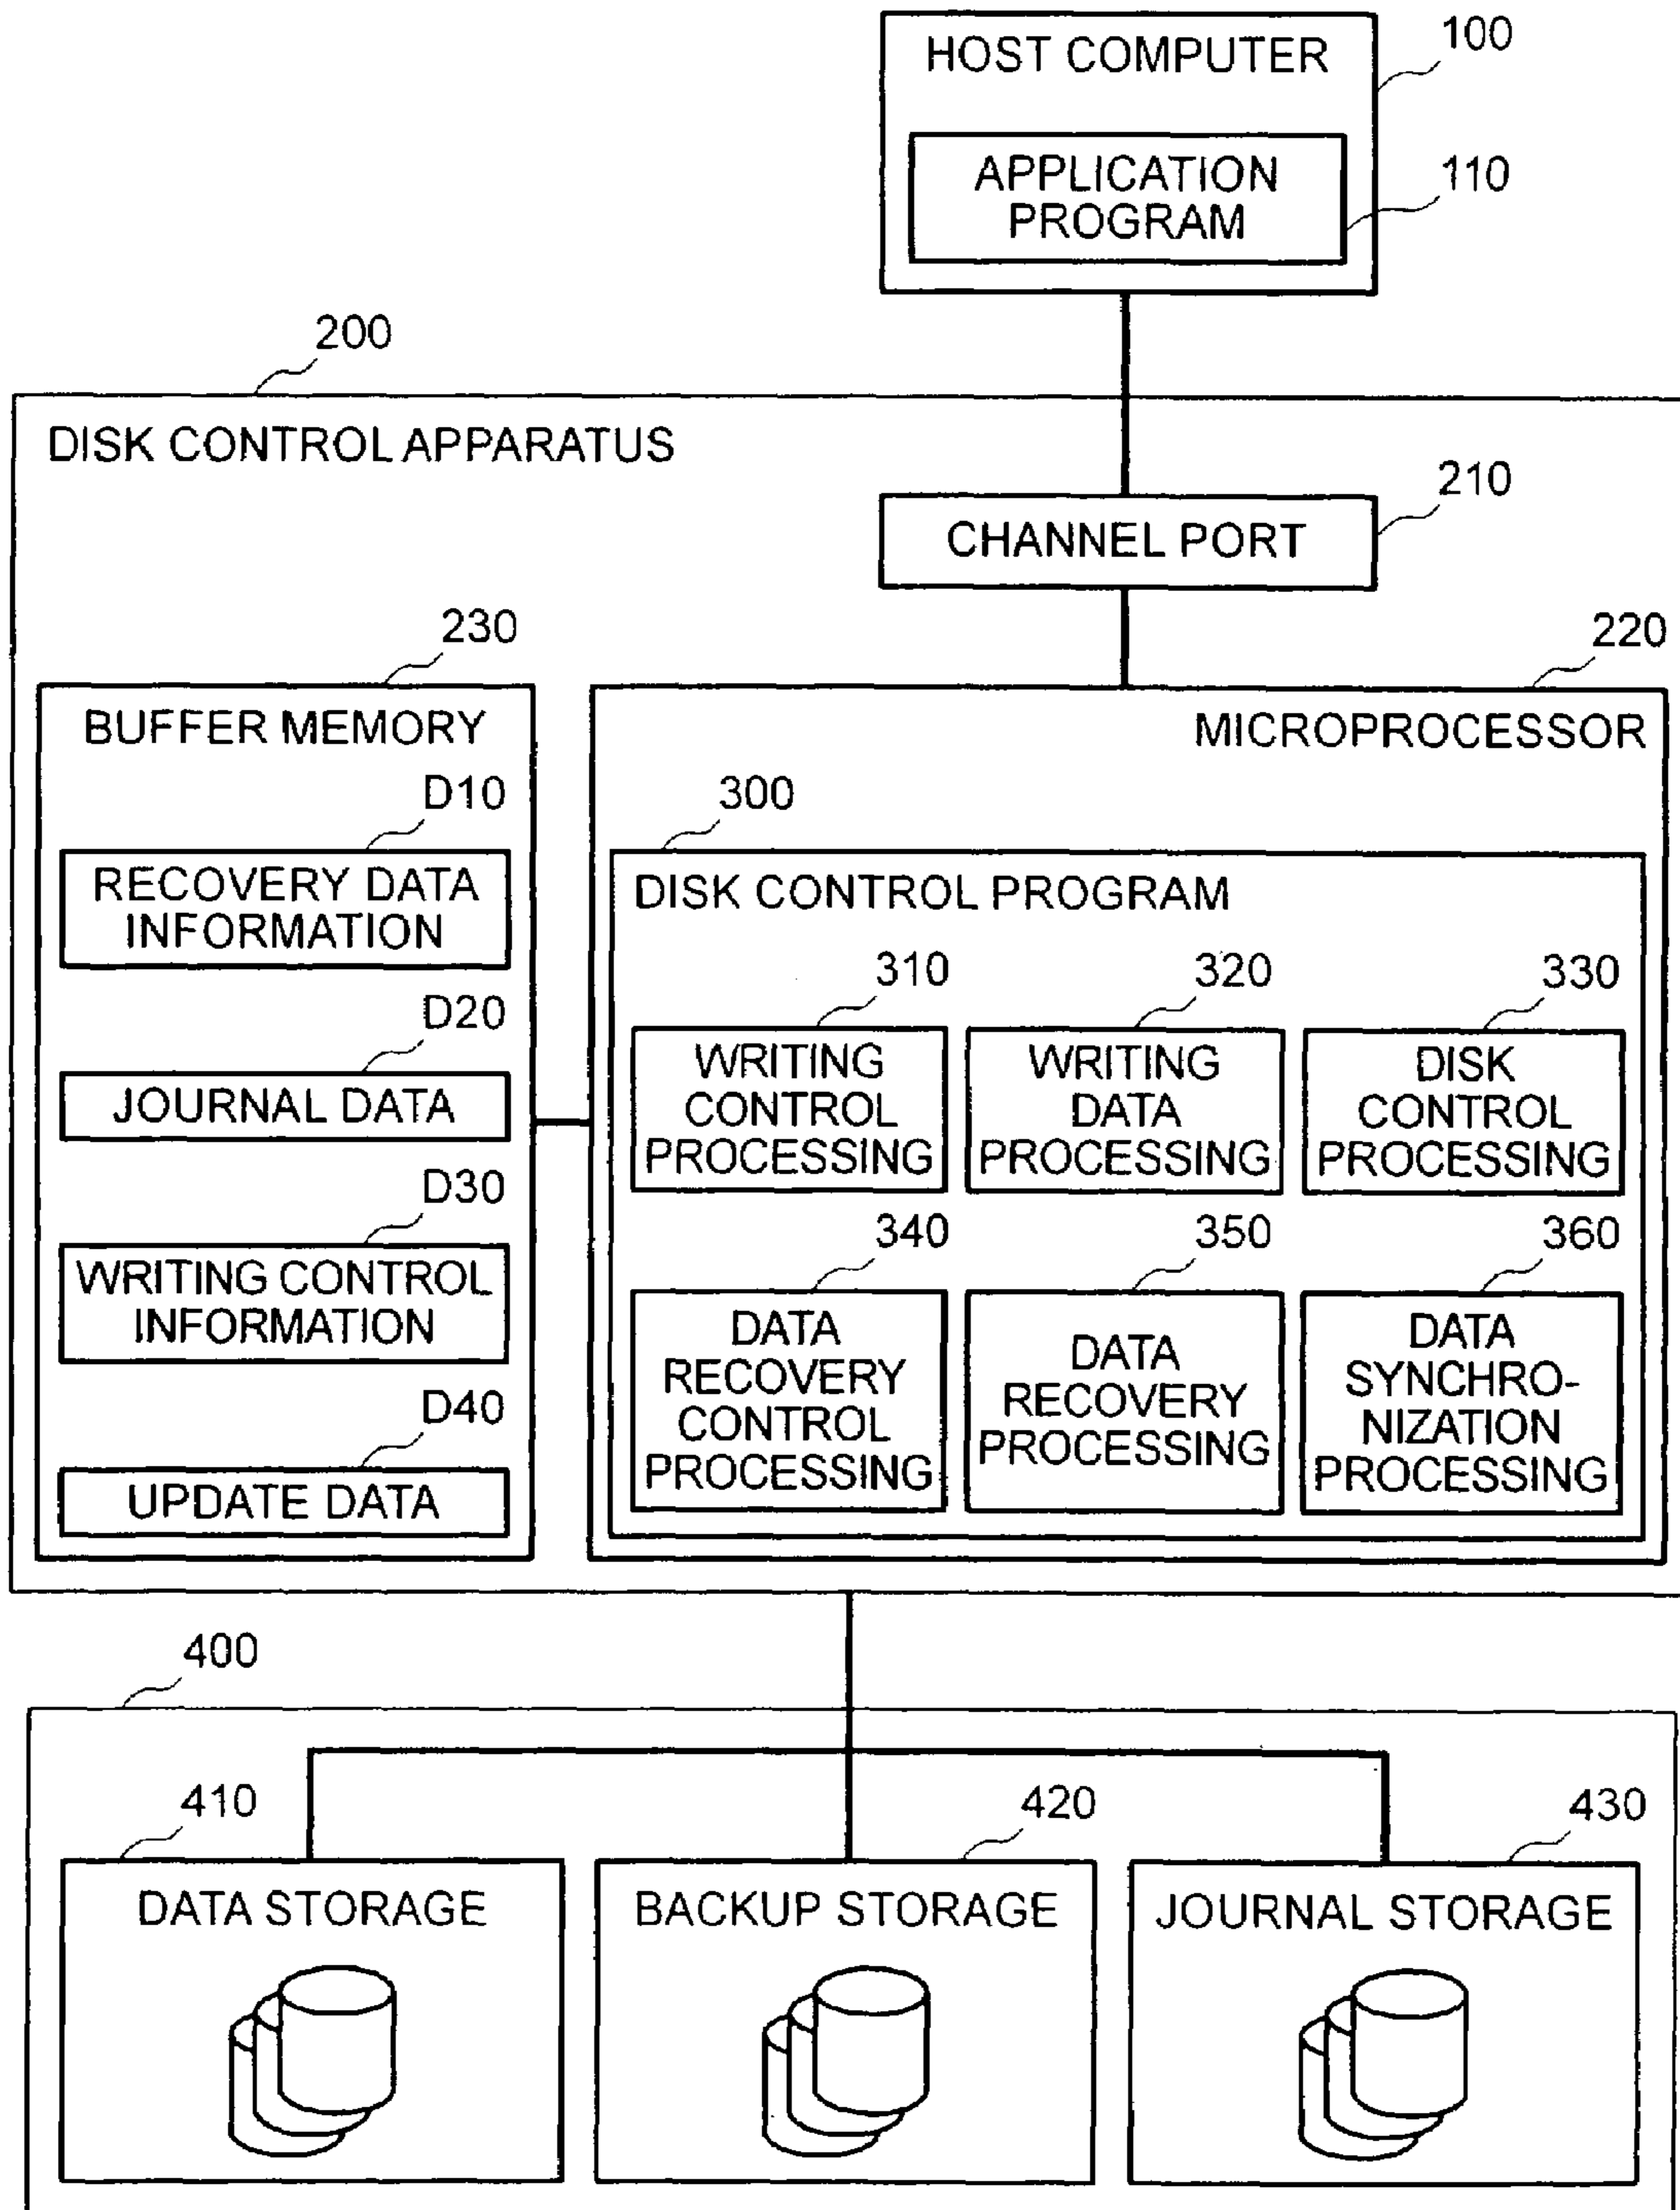 HOST COMPUTER
100
APPLICATION
PROGRAM
110
200
DISK CONTROL APPARATUS
210
CHANNEL PORT
230
BUFFER MEMORY
D10
RECOVERY DATA
INFORMATION
D20
JOURNAL DATA
D30
WRITING CONTROL
INFORMATION
D40
UPDATE DATA
220
MICROPROCESSOR
300
DISK CONTROL PROGRAM
310
WRITING
CONTROL
PROCESSING
320
WRITING
DATA
PROCESSING
330
DISK
CONTROL
PROCESSING
340
DATA
RECOVERY
CONTROL
PROCESSING
350
DATA
RECOVERY
PROCESSING
360
DATA
SYNCHRO-
NIZATION
PROCESSING
400
410
DATA STORAGE
420
BACKUP STORAGE
430
JOURNAL STORAGE